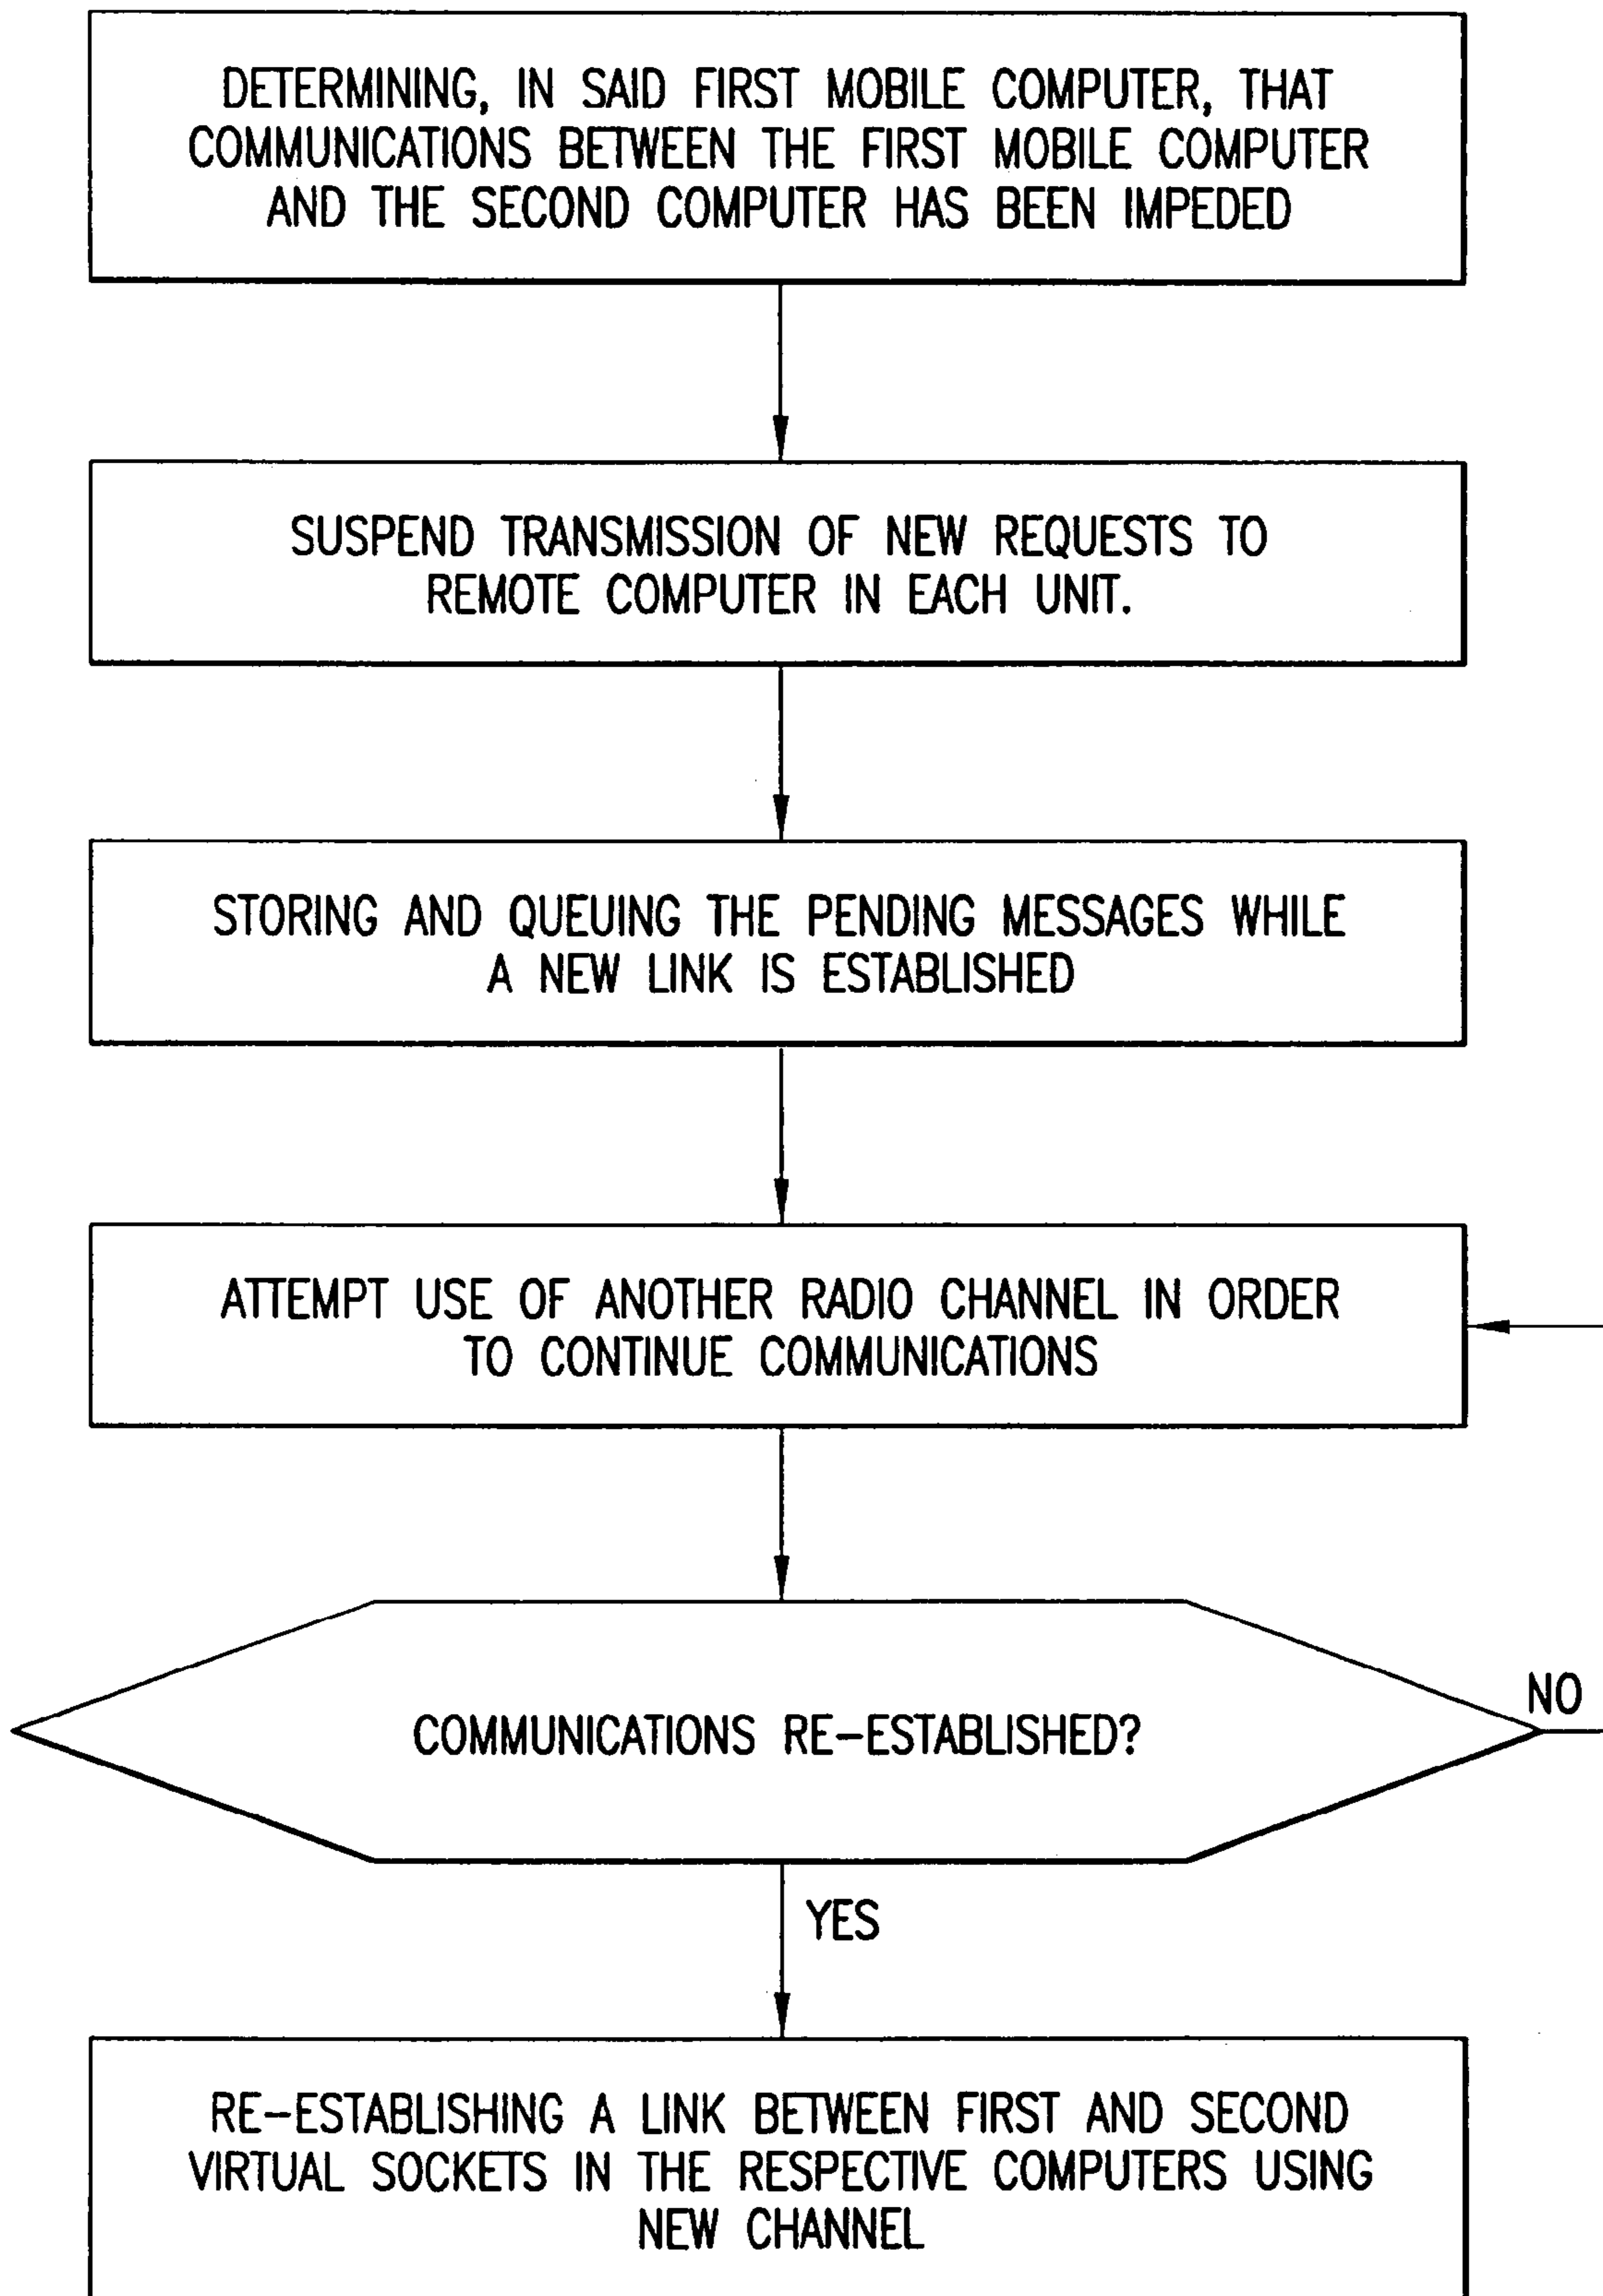 DETERMINING, IN SAID FIRST MOBILE COMPUTER, THAT
COMMUNICATIONS BETWEEN THE FIRST MOBILE COMPUTER
AND THE SECOND COMPUTER HAS BEEN IMPEDED
SUSPEND TRANSMISSION OF NEW REQUESTS TO
REMOTE COMPUTER IN EACH UNIT.
STORING AND QUEUING THE PENDING MESSAGES WHILE
A NEW LINK IS ESTABLISHED
ATTEMPT USE OF ANOTHER RADIO CHANNEL IN ORDER
TO CONTINUE COMMUNICATIONS
COMMUNICATIONS RE-ESTABLISHED?
NO
YES
RE-ESTABLISHING A LINK BETWEEN FIRST AND SECOND
VIRTUAL SOCKETS IN THE RESPECTIVE COMPUTERS USING
NEW CHANNEL